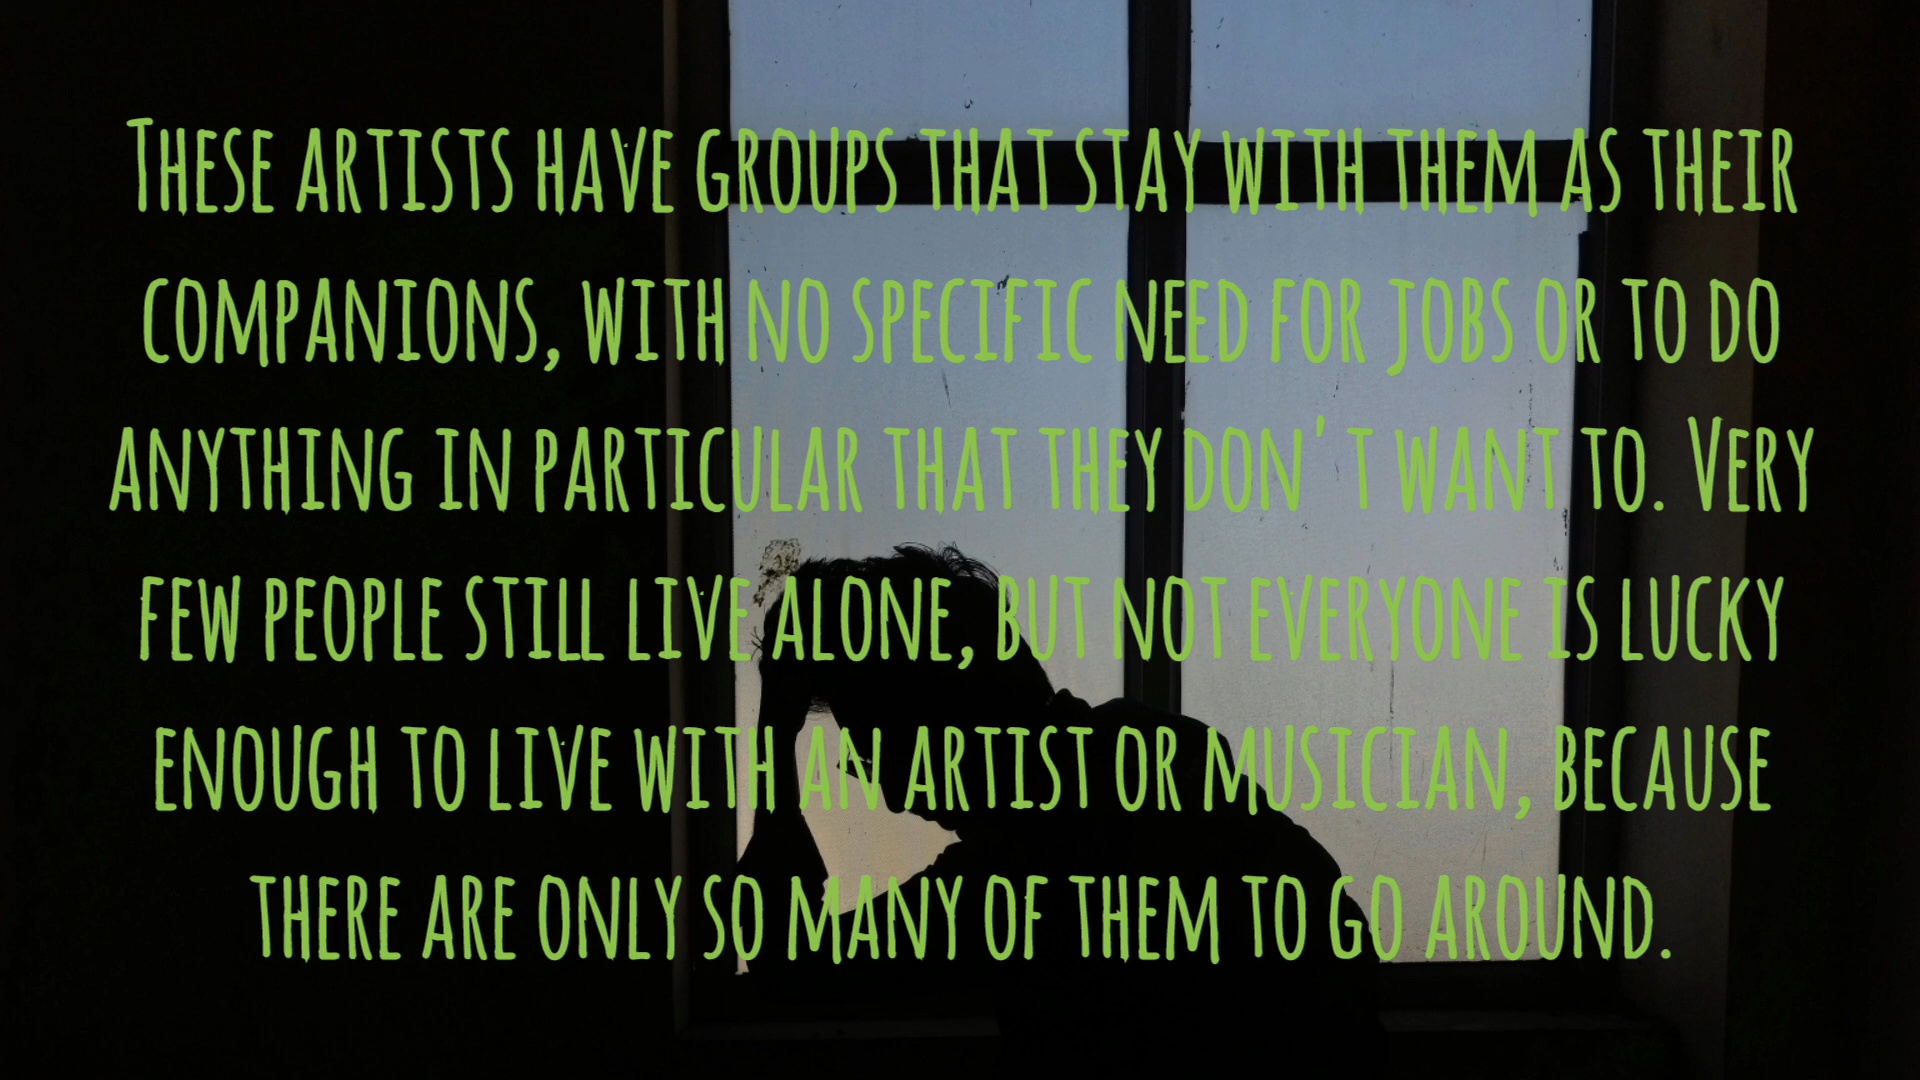 These artists have groups that stay with them as their
companions, with no specific need for jobs or to do
anything in particular that they don't want to. Very
few people still live alone, but not everyone is lucky
enough to live with an artist or musician, because
there are only so many of them to go around.